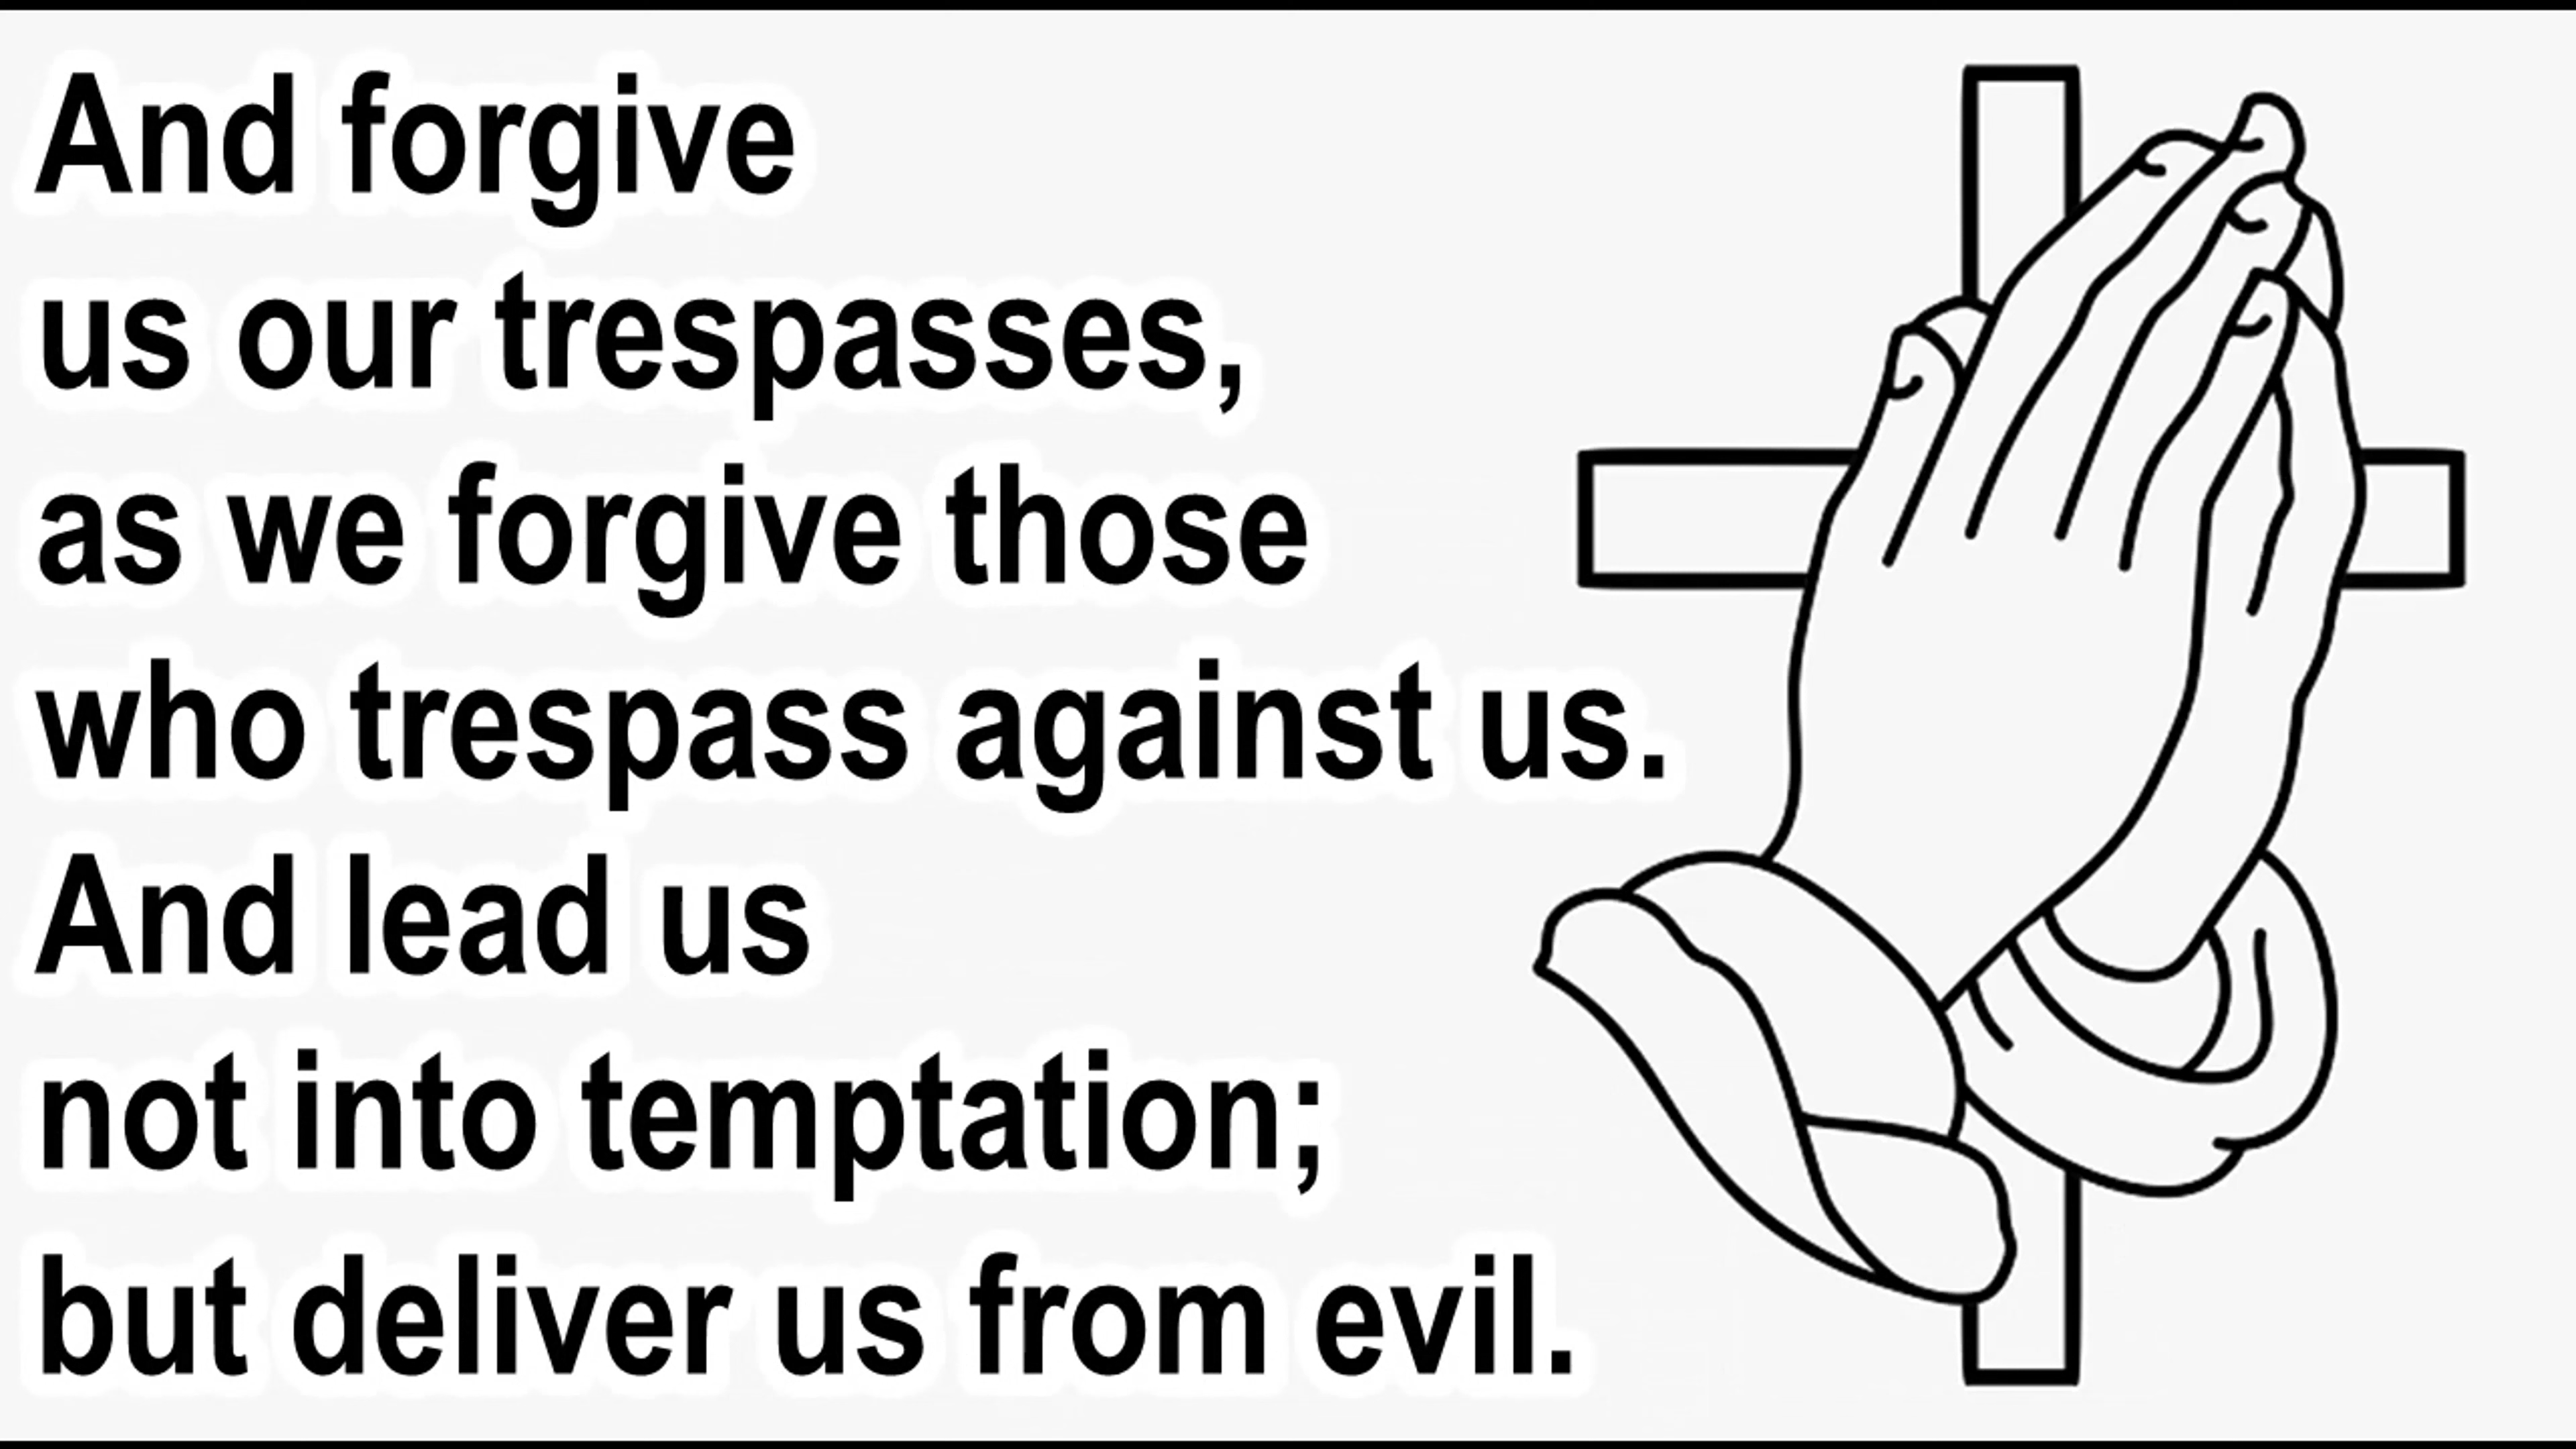 And forgive
us our trespasses,
as we forgive those
who trespass against us.
And lead us
not into temptation;
but deliver us from evil.